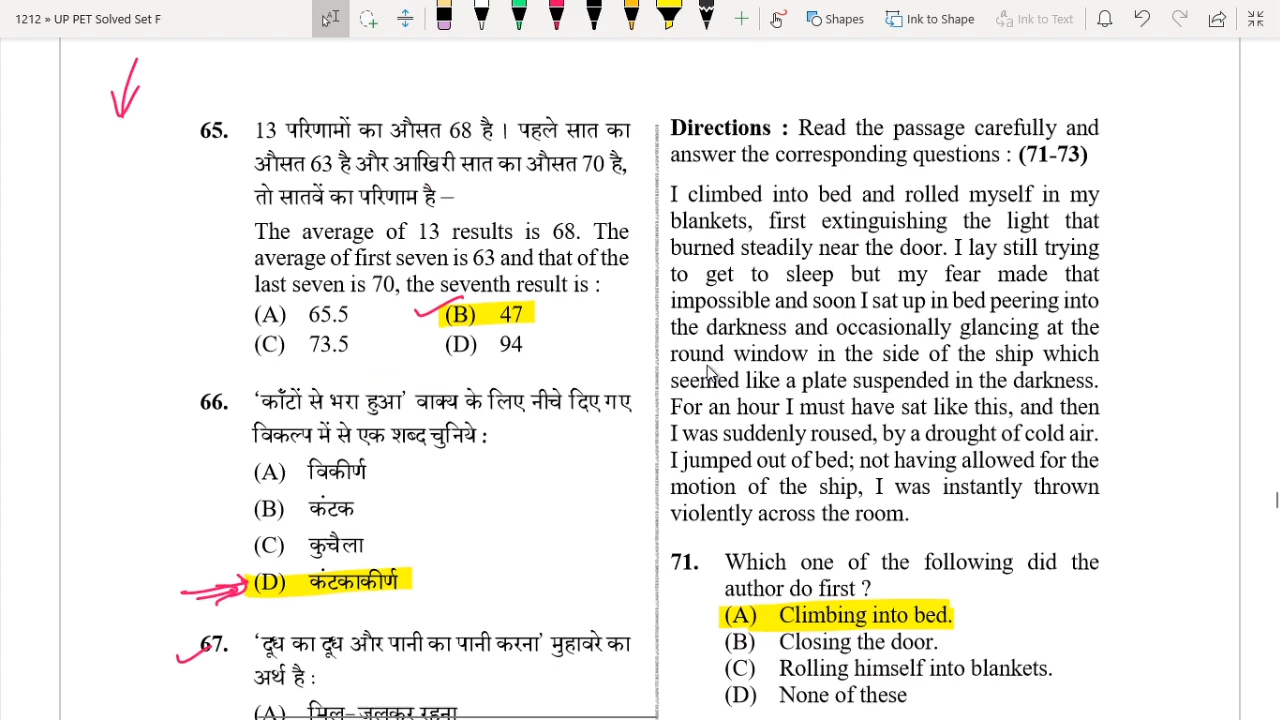 1212 » UP PET Solved Set F
Shapes
Ink to Shape
Ink to Text
65. 13 परिणामों का औसत 68 है । पहले सात का
औसत 63 है और आखिरी सात का औसत 70 है,
तो सातवें का परिणाम है –
The average of 13 results is 68. The
average of first seven is 63 and that of the
last seven is 70, the seventh result is :
(A) 65.5 (B) 47
(C) 73.5 (D) 94
66. ‘काँटों से भरा हुआ’ वाक्य के लिए नीचे दिए गए
विकल्प में से एक शब्द चुनिये :
(A) विकीर्ण
(B) कंटक
(C) कुचैला
(D) कंटकाकीर्ण
67. ‘दूध का दूध और पानी का पानी करना’ मुहावरे का
अर्थ है :
(A) मिल-जुलकर रहना
Directions : Read the passage carefully and
answer the corresponding questions : (71-73)
I climbed into bed and rolled myself in my
blankets, first extinguishing the light that
burned steadily near the door. I lay still trying
to get to sleep but my fear made that
impossible and soon I sat up in bed peering into
the darkness and occasionally glancing at the
round window in the side of the ship which
seemed like a plate suspended in the darkness.
For an hour I must have sat like this, and then
I was suddenly roused, by a drought of cold air.
I jumped out of bed; not having allowed for the
motion of the ship, I was instantly thrown
violently across the room.
71. Which one of the following did the
author do first ?
(A) Climbing into bed.
(B) Closing the door.
(C) Rolling himself into blankets.
(D) None of these